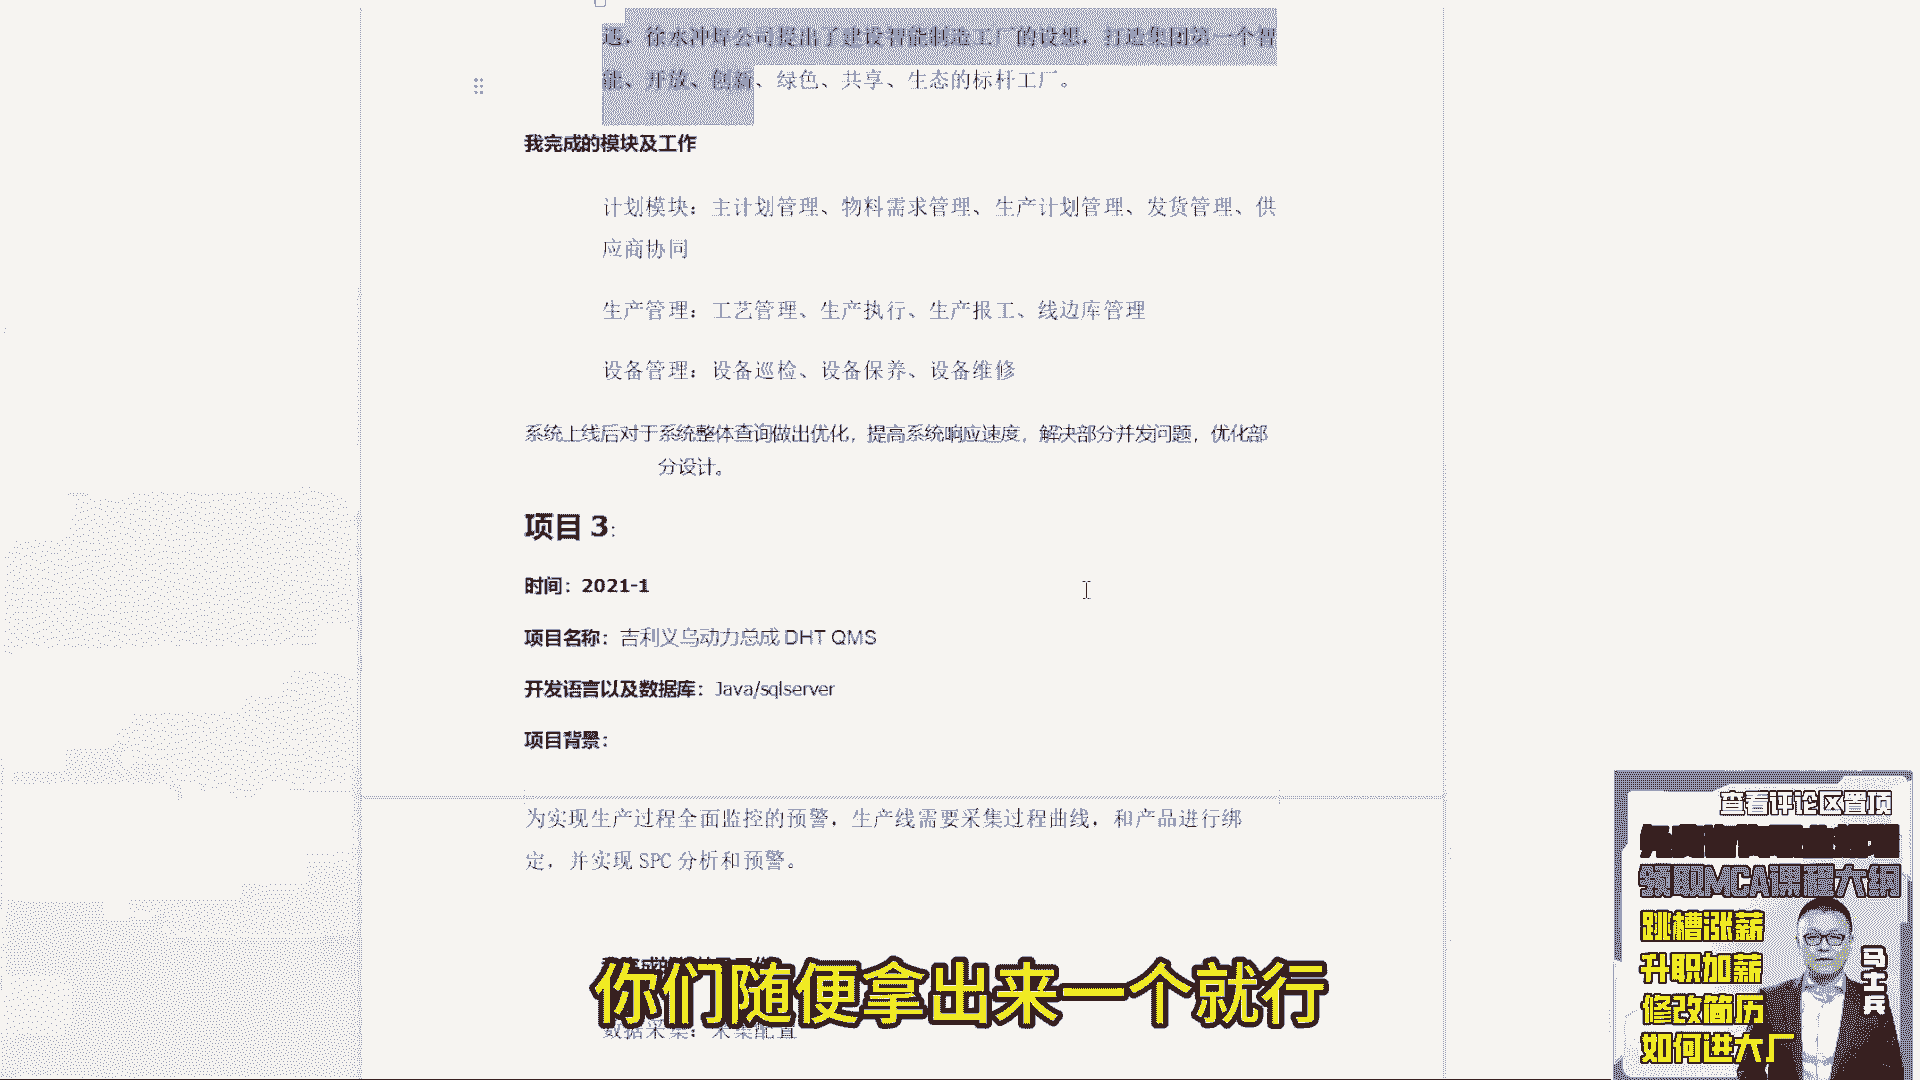 遇，徐水冲焊公司提出了建设智能制造工厂的设想，打造集团第一个智
能、开放、创新、绿色、共享、生态的标杆工厂。
我完成的模块及工作
计划模块：主计划管理、物料需求管理、生产计划管理、发货管理、供
应商协同
生产管理：工艺管理、生产执行、生产报工、线边库管理
设备管理：设备巡检、设备保养、设备维修
系统上线后对于系统整体查询做出优化，提高系统响应速度，解决部分并发问题，优化部
分设计。
项目 3：
时间：2021-1
项目名称：吉利义乌动力总成 DHT QMS
开发语言以及数据库：Java/sqlserver
项目背景：
为实现生产过程全面监控的预警，生产线需要采集过程曲线，和产品进行绑
定，并实现 SPC 分析和预警。
你们随便拿出来一个就行
数据采集：采集配置
查看评论区置顶
领取MCA课程大纲
跳槽涨薪
升职加薪
修改简历
如何进大厂
马士兵